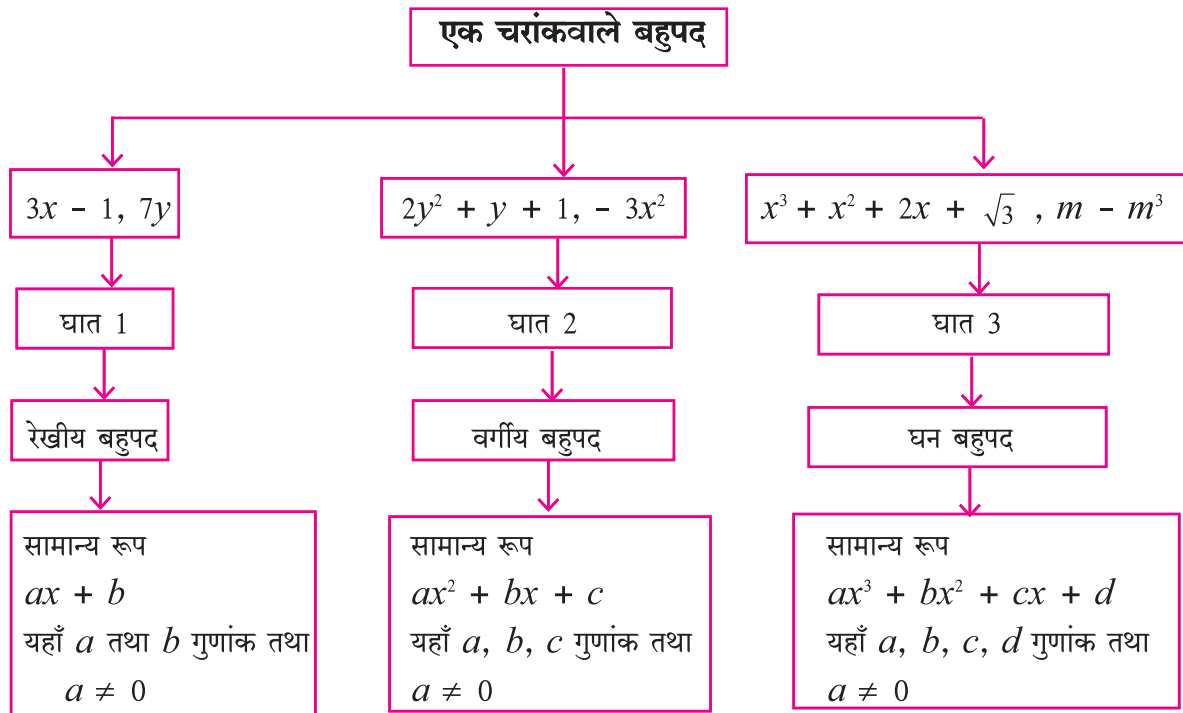 एक चरांकवाले बहुपद
3x − 1, 7y
2y² + y + 1, − 3x²
x³ + x² + 2x + √3 , m − m³
घात 1
घात 2
घात 3
रेखीय बहुपद
वर्गीय बहुपद
घन बहुपद
सामान्य रूप
ax + b
यहाँ a तथा b गुणांक तथा
a ≠ 0
सामान्य रूप
ax² + bx + c
यहाँ a, b, c गुणांक तथा
a ≠ 0
सामान्य रूप
ax³ + bx² + cx + d
यहाँ a, b, c, d गुणांक तथा
a ≠ 0